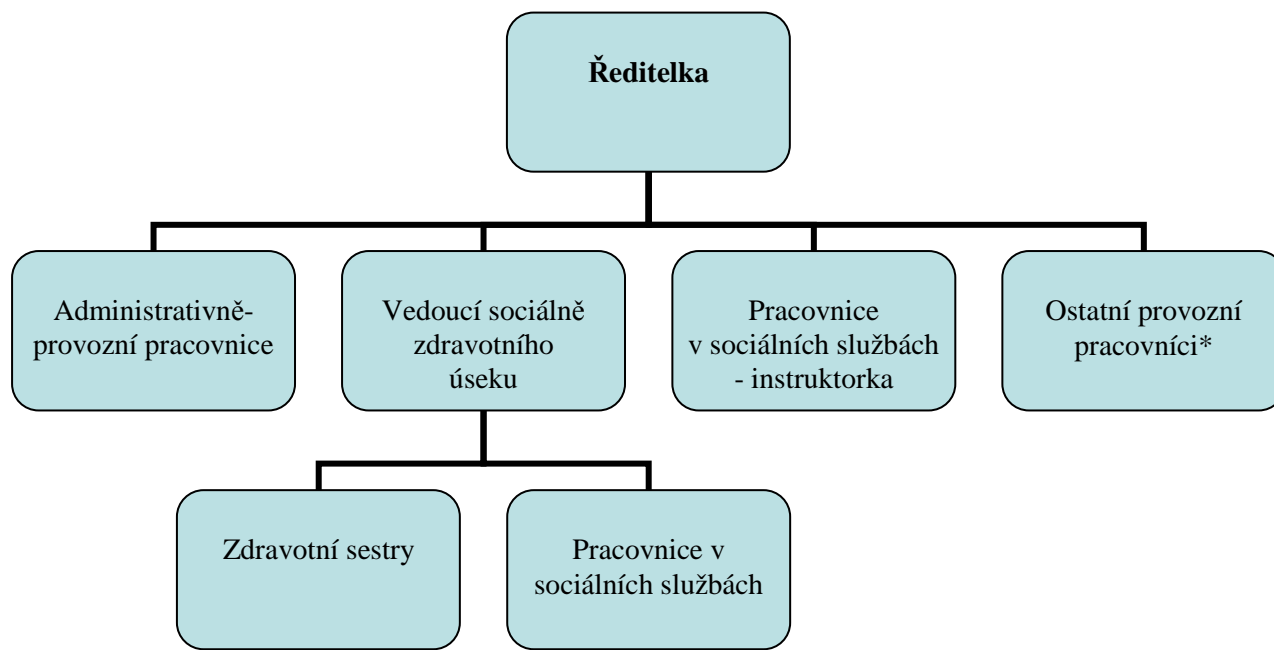 Ředitelka
Administrativně-
provozní pracovnice
Vedoucí sociálně
zdravotního
úseku
Pracovnice
v sociálních službách
- instruktorka
Ostatní provozní
pracovníci*
Zdravotní sestry
Pracovnice v
sociálních službách